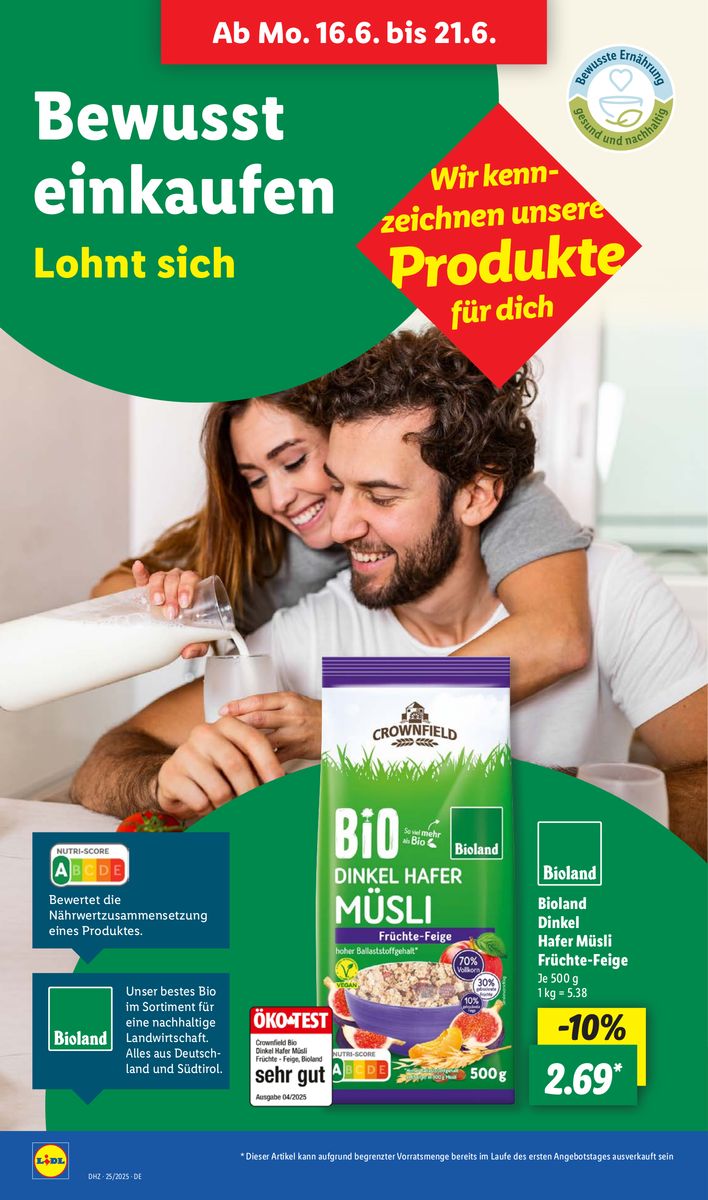 Ab Mo. 16.6. bis 21.6.
Bewusste Ernährung
gesund und nachhaltig
Bewusst
einkaufen
Lohnt sich
Wir kenn-
zeichnen unsere
Produkte
für dich
CROWNFIELD
BiO
So viel mehr
als Bio
Bioland
DINKEL HAFER
MÜSLI
Früchte-Feige
hoher Ballaststoffgehalt*
VEGAN
70%
Vollkorn
30%
10%
NUTRI-SCORE
A B C D E
500 g
NUTRI-SCORE
A B C D E
Bewertet die
Nährwertzusammensetzung
eines Produktes.
Bioland
Unser bestes Bio
im Sortiment für
eine nachhaltige
Landwirtschaft.
Alles aus Deutsch-
land und Südtirol.
ÖKO-TEST
Crownfield Bio
Dinkel Hafer Müsli
Früchte - Feige, Bioland
sehr gut
Ausgabe 04/2025
Bioland
Bioland
Dinkel
Hafer Müsli
Früchte-Feige
Je 500 g
1 kg = 5.38
-10%
2.69*
LIDL
DHZ · 25/2025 · DE
* Dieser Artikel kann aufgrund begrenzter Vorratsmenge bereits im Laufe des ersten Angebotstages ausverkauft sein